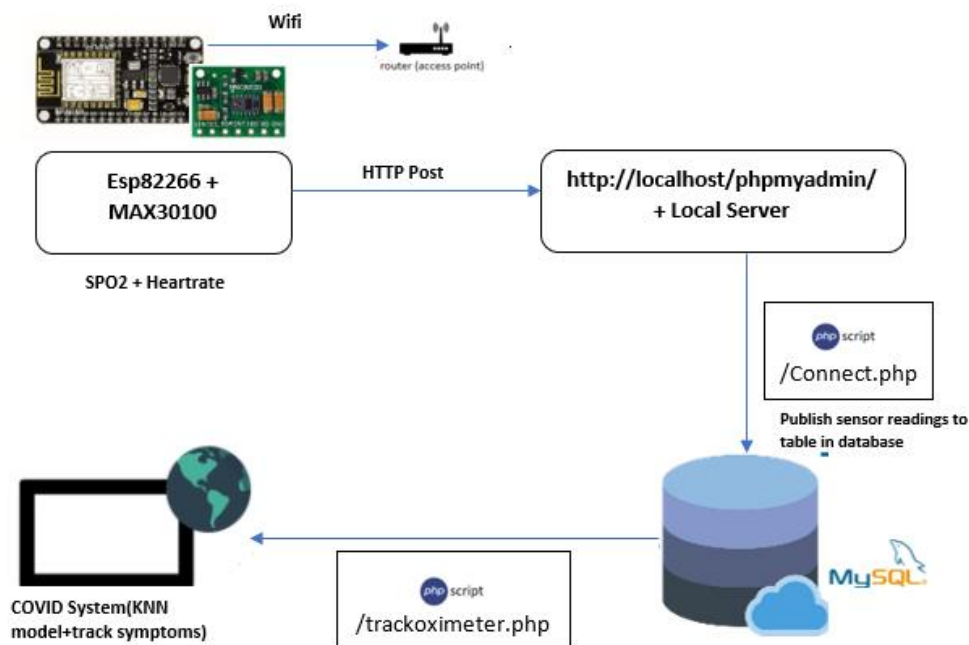 Wifi
router (access point)
MAX30100
Esp82266 +
MAX30100
HTTP Post
http://localhost/phpmyadmin/
+ Local Server
SPO2 + Heartrate
php script
/Connect.php
Publish sensor readings to
table in database
MySQL
php script
/trackoximeter.php
COVID System(KNN
model+track symptoms)